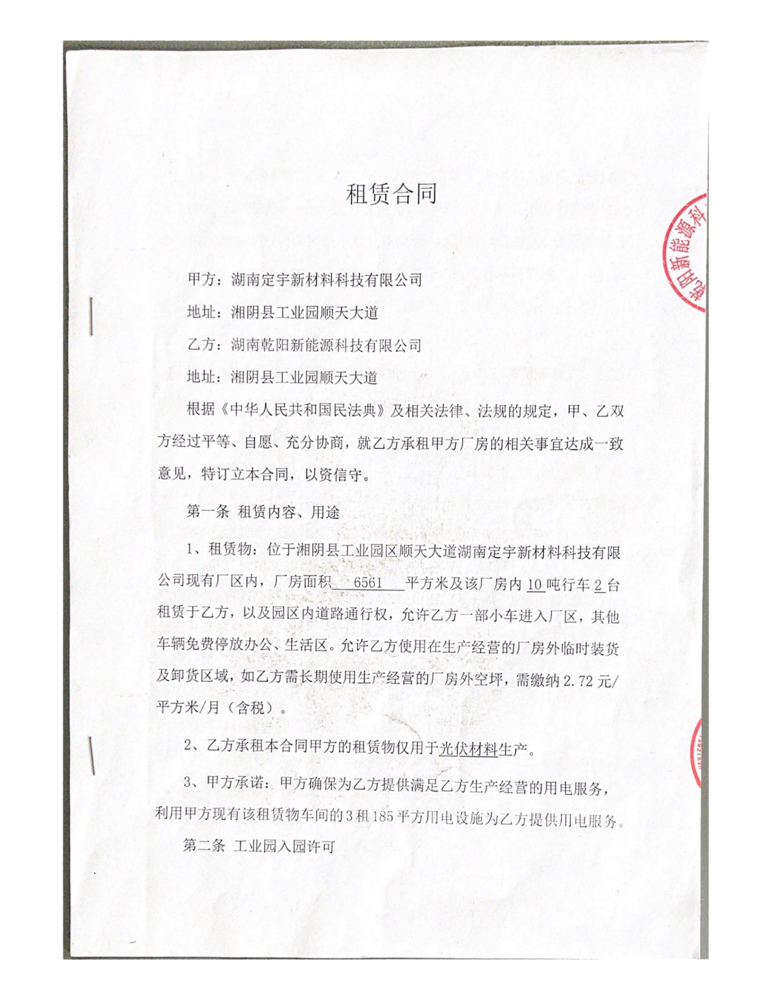 租赁合同
甲方：湖南定宇新材料科技有限公司
地址：湘阴县工业园顺天大道
乙方：湖南乾阳新能源科技有限公司
地址：湘阴县工业园顺天大道
根据《中华人民共和国民法典》及相关法律、法规的规定，甲、乙双
方经过平等、自愿、充分协商，就乙方承租甲方厂房的相关事宜达成一致
意见，特订立本合同，以资信守。
第一条 租赁内容、用途
1、租赁物：位于湘阴县工业园区顺天大道湖南定宇新材料科技有限
公司现有厂区内，厂房面积 6561 平方米及该厂房内 10 吨行车 2 台
租赁于乙方，以及园区内道路通行权，允许乙方一部小车进入厂区，其他
车辆免费停放办公、生活区。允许乙方使用在生产经营的厂房外临时装货
及卸货区域，如乙方需长期使用生产经营的厂房外空坪，需缴纳 2.72 元/
平方米/月（含税）。
2、乙方承租本合同甲方的租赁物仅用于光伏材料生产。
3、甲方承诺：甲方确保为乙方提供满足乙方生产经营的用电服务，
利用甲方现有该租赁物车间的 3 租 185 平方用电设施为乙方提供用电服务。
第二条 工业园入园许可
乾阳新能源科